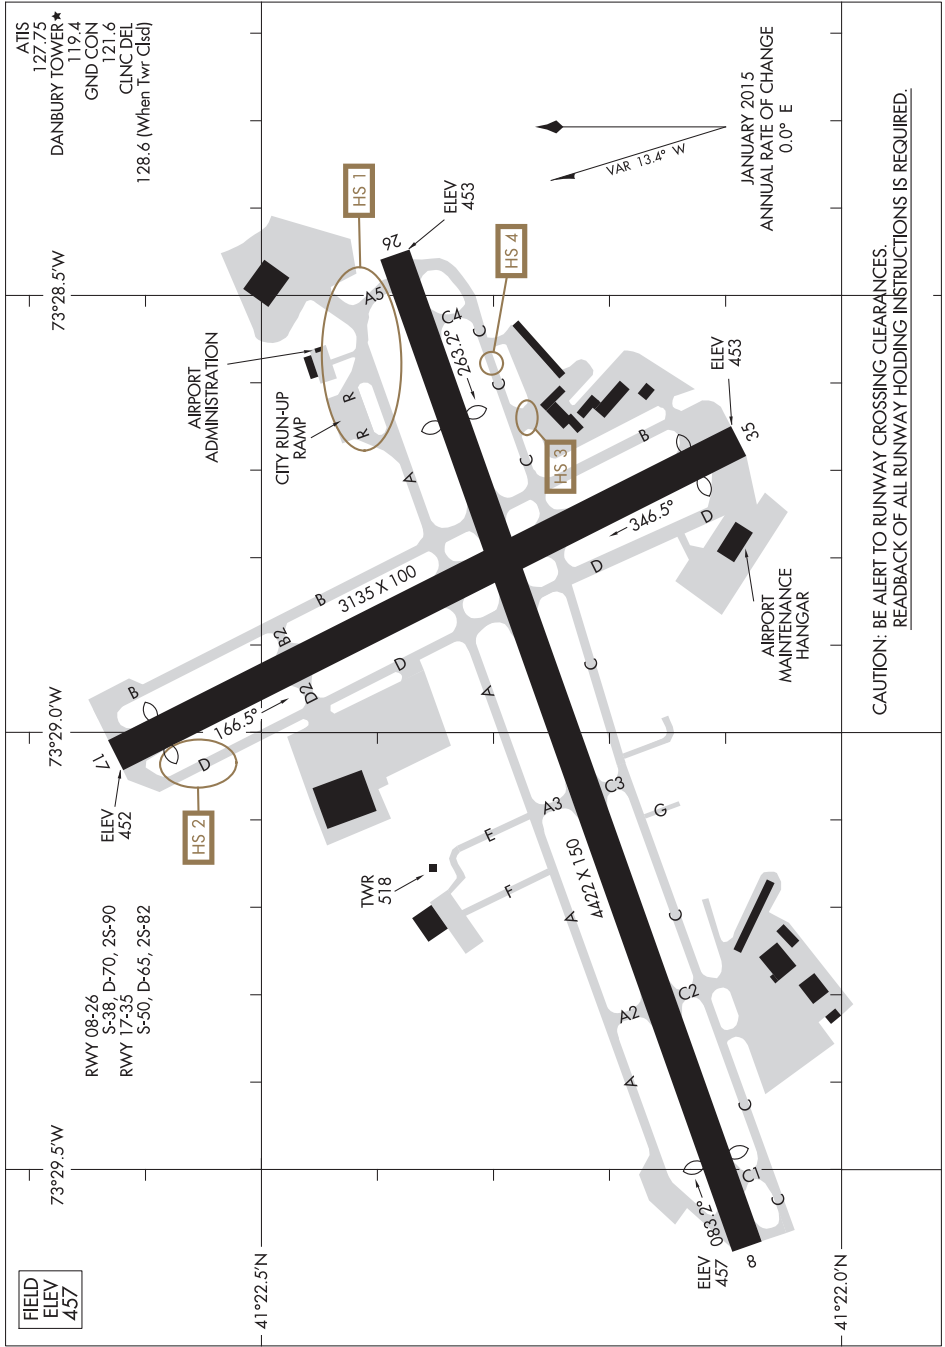 FIELD
ELEV
457
ATIS
127.75
DANBURY TOWER★
119.4
GND CON
121.6
CLNC DEL
128.6 (When Twr Clsd)
RWY 08-26
S-38, D-70, 2S-90
RWY 17-35
S-50, D-65, 2S-82
73°29.5'W
73°29.0'W
73°28.5'W
41°22.5'N
41°22.0'N
ELEV
452
17
HS 2
D
166.5°
B
B2
D2
B
D
3135 X 100
TWR
518
E
F
A3
A
A
A2
A
4422 X 150
C3
G
C
C2
C
C1
C
083.2°
8
ELEV
457
AIRPORT
ADMINISTRATION
CITY RUN-UP
RAMP
R
R
A
HS 1
A5
26
ELEV
453
C4
263.2°
C
C
C
HS 4
HS 3
B
ELEV
453
35
346.5°
D
D
C
A
AIRPORT
MAINTENANCE
HANGAR
VAR 13.4° W
JANUARY 2015
ANNUAL RATE OF CHANGE
0.0° E
CAUTION: BE ALERT TO RUNWAY CROSSING CLEARANCES.
READBACK OF ALL RUNWAY HOLDING INSTRUCTIONS IS REQUIRED.